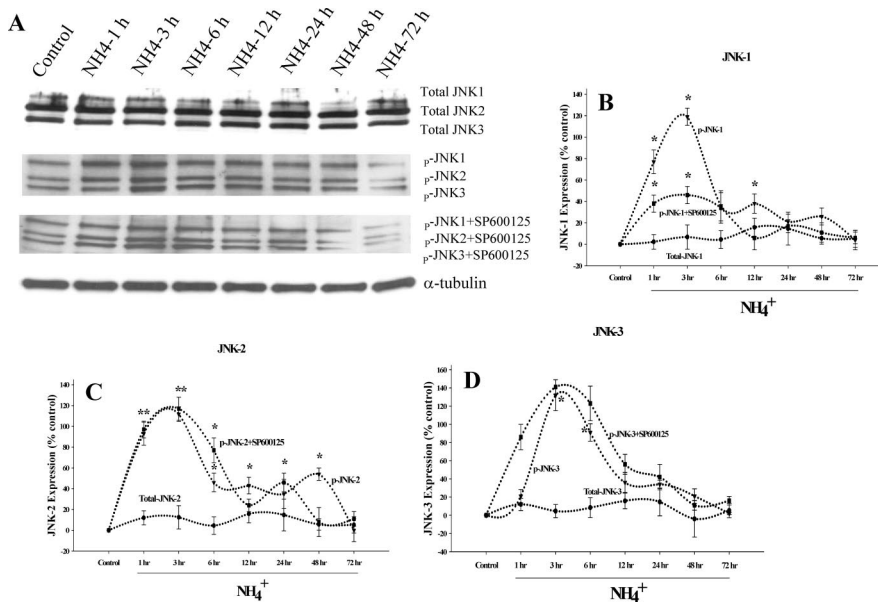 A
Control
NH4-1 h
NH4-3 h
NH4-6 h
NH4-12 h
NH4-24 h
NH4-48 h
NH4-72 h
Total JNK1
Total JNK2
Total JNK3
P-JNK1
P-JNK2
P-JNK3
P-JNK1+SP600125
P-JNK2+SP600125
P-JNK3+SP600125
α-tubulin
JNK-1
B
JNK-1 Expression (% control)
140
120
100
80
60
40
20
0
-20
*
*
*
*
*
p-JNK-1
p-JNK-1+SP600125
Total-JNK-1
Control
1 hr
3 hr
6 hr
12 hr
24 hr
48 hr
72 hr
NH4+
JNK-2
C
JNK-2 Expression (% control)
140
120
100
80
60
40
20
0
-20
**
**
*
*
*
*
*
p-JNK-2+SP600125
p-JNK-2
Total-JNK-2
Control
1 hr
3 hr
6 hr
12 hr
24 hr
48 hr
72 hr
NH4+
JNK-3
D
JNK-3 Expression (% control)
160
140
120
100
80
60
40
20
0
-20
-40
*
**
p-JNK-3+SP600125
p-JNK-3
Total-JNK-3
Control
1 hr
3 hr
6 hr
12 hr
24 hr
48 hr
72 hr
NH4+